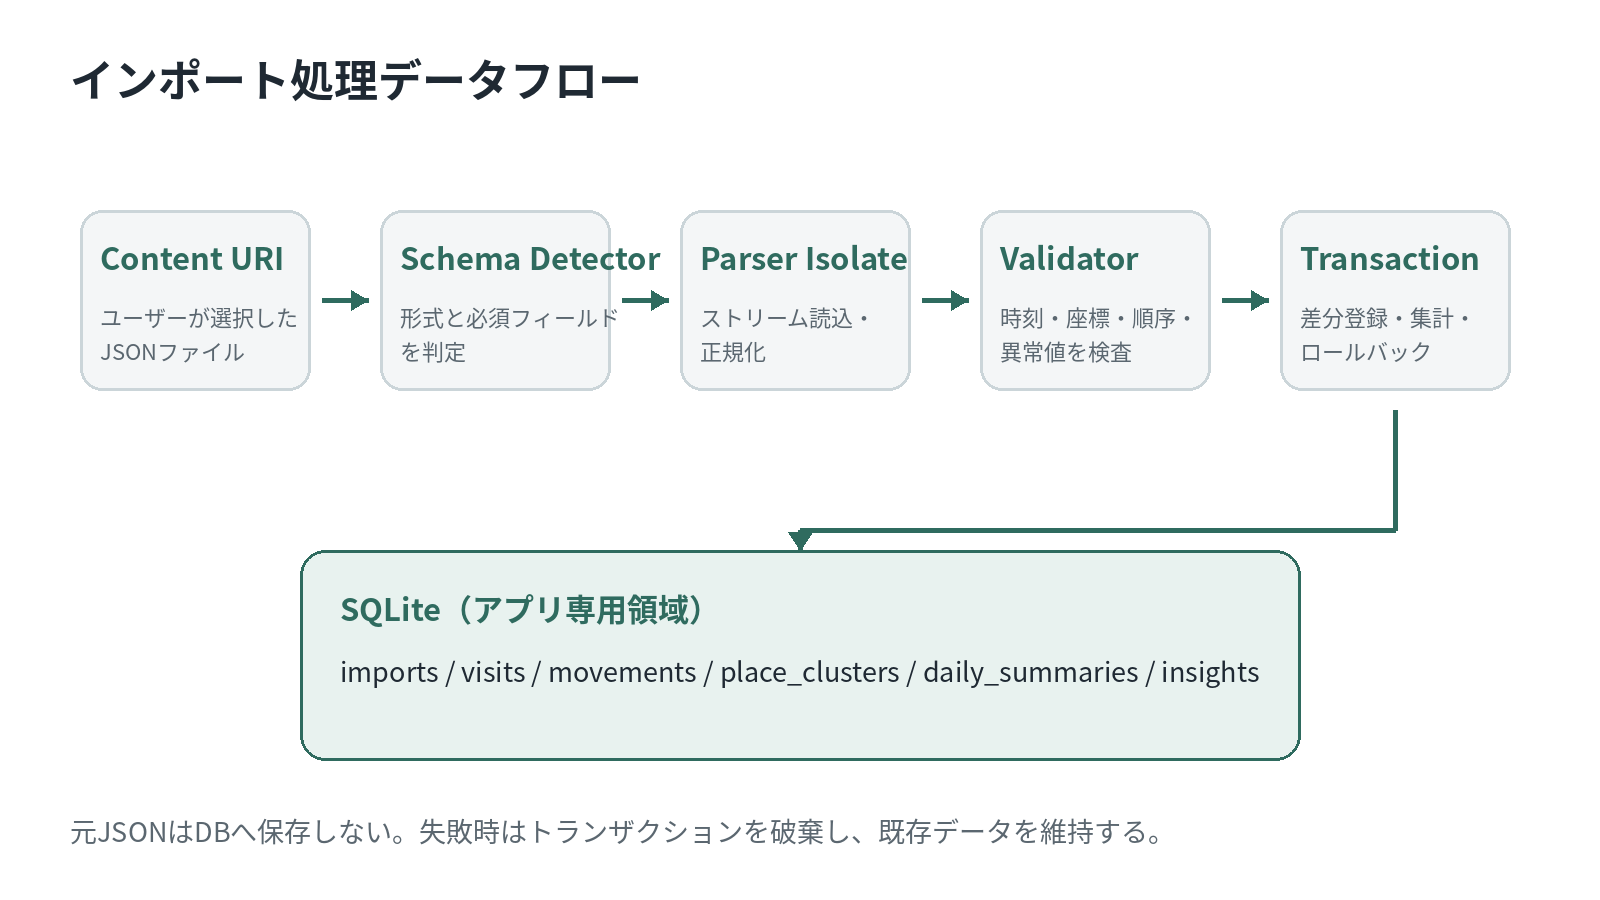 インポート処理データフロー
Content URI
ユーザーが選択した
JSONファイル
Schema Detector
形式と必須フィールド
を判定
Parser Isolate
ストリーム読込・
正規化
Validator
時刻・座標・順序・
異常値を検査
Transaction
差分登録・集計・
ロールバック
SQLite（アプリ専用領域）
imports / visits / movements / place_clusters / daily_summaries / insights
元JSONはDBへ保存しない。失敗時はトランザクションを破棄し、既存データを維持する。